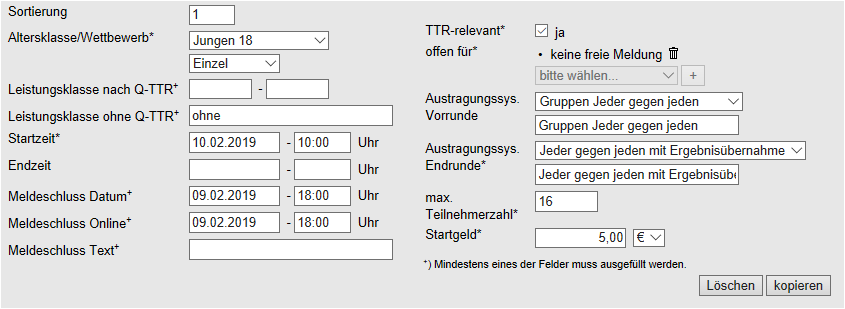 Sortierung 1
Altersklasse/Wettbewerb* Jungen 18
Einzel
Leistungsklasse nach Q-TTR+ -
Leistungsklasse ohne Q-TTR+ ohne
Startzeit* 10.02.2019 - 10:00 Uhr
Endzeit - Uhr
Meldeschluss Datum+ 09.02.2019 - 18:00 Uhr
Meldeschluss Online+ 09.02.2019 - 18:00 Uhr
Meldeschluss Text+
TTR-relevant* ja
offen für* • keine freie Meldung
bitte wählen... +
Austragungssys. Gruppen Jeder gegen jeden
Vorrunde
Gruppen Jeder gegen jeden
Austragungssys. Jeder gegen jeden mit Ergebnisübernahme
Endrunde*
Jeder gegen jeden mit Ergebnisübe
max. 16
Teilnehmerzahl*
Startgeld* 5,00 €
+) Mindestens eines der Felder muss ausgefüllt werden.
Löschen kopieren